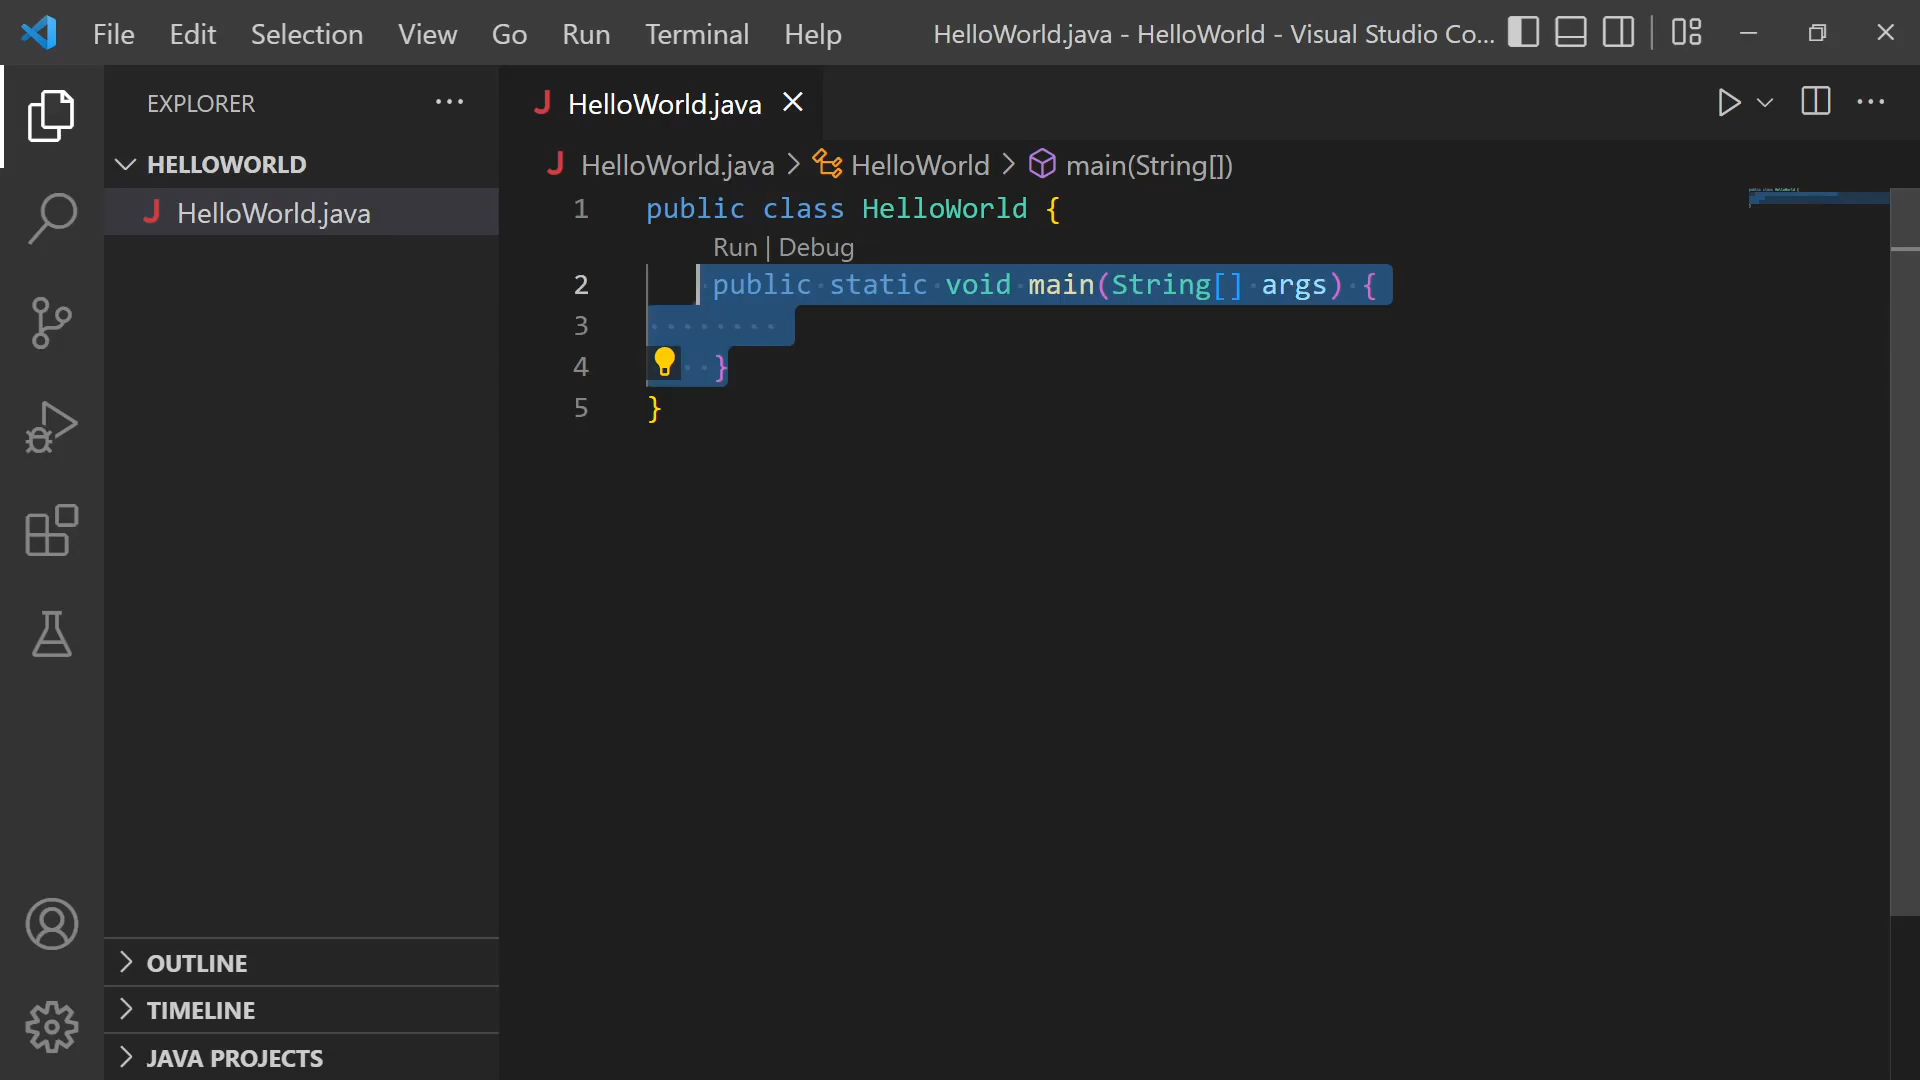 File Edit Selection View Go Run Terminal Help HelloWorld.java - HelloWorld - Visual Studio Co...
EXPLORER
HELLOWORLD
J HelloWorld.java
OUTLINE
TIMELINE
JAVA PROJECTS
J HelloWorld.java
J HelloWorld.java > HelloWorld > main(String[])
1 public class HelloWorld {
Run | Debug
2 public static void main(String[] args) {
3
4 }
5 }